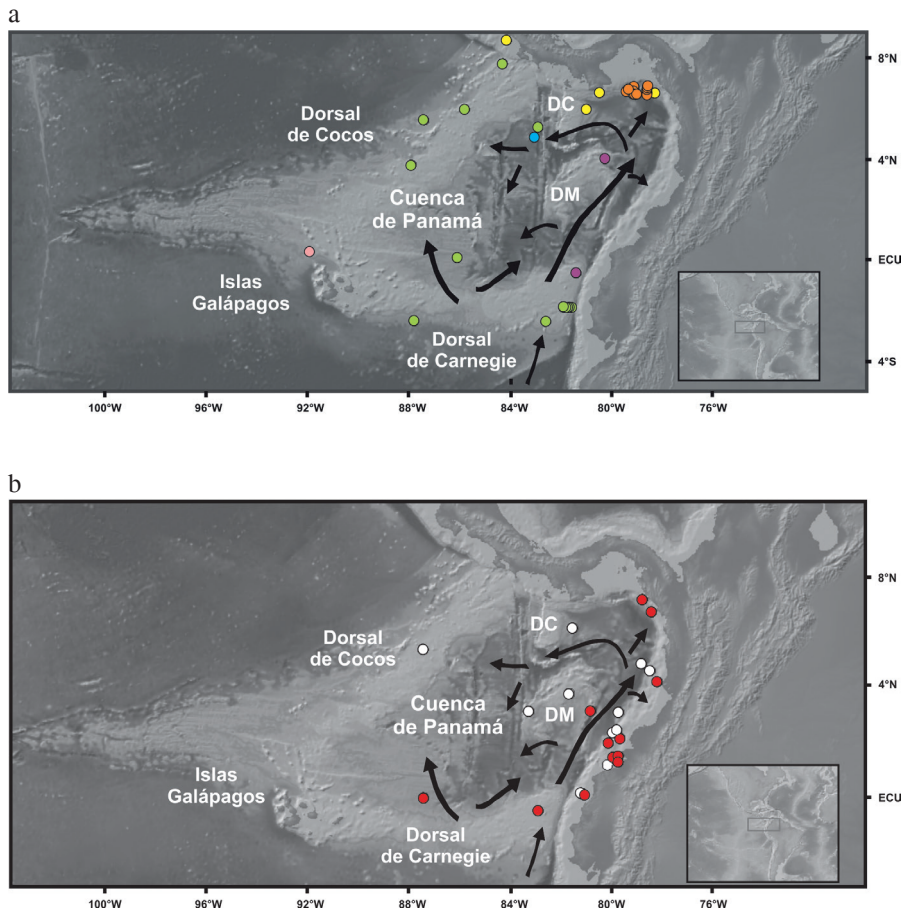 a
8°N
Dorsal
de Cocos
DC
4°N
Cuenca
de Panamá
DM
ECU
Islas
Galápagos
Dorsal
de Carnegie
4°S
100°W 96°W 92°W 88°W 84°W 80°W 76°W
b
8°N
DC
Dorsal
de Cocos
4°N
Cuenca
de Panamá
DM
Islas
Galápagos
ECU
Dorsal
de Carnegie
100°W 96°W 92°W 88°W 84°W 80°W 76°W